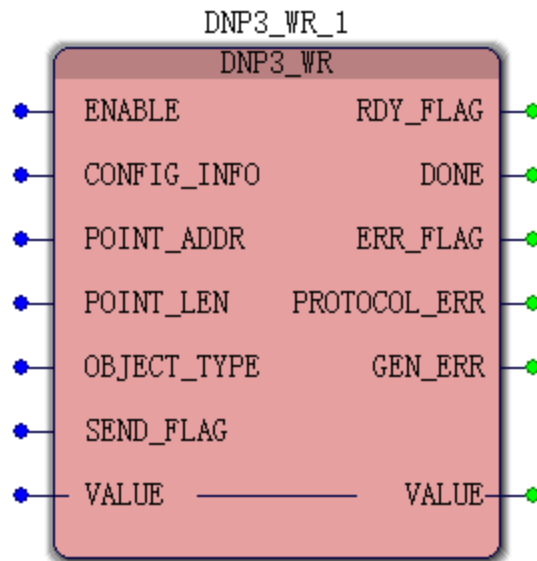 DNP3_WR_1
DNP3_WR
ENABLE RDY_FLAG
CONFIG_INFO DONE
POINT_ADDR ERR_FLAG
POINT_LEN PROTOCOL_ERR
OBJECT_TYPE GEN_ERR
SEND_FLAG
VALUE VALUE